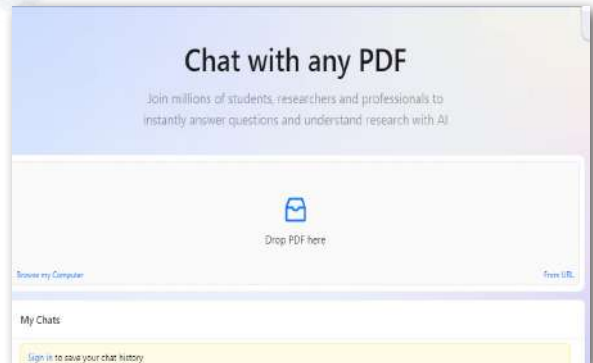 Chat with any PDF
Join millions of students, researchers and professionals to
instantly answer questions and understand research with AI
Drop PDF here
Browse my Computer
From URL
My Chats
Sign in to save your chat history